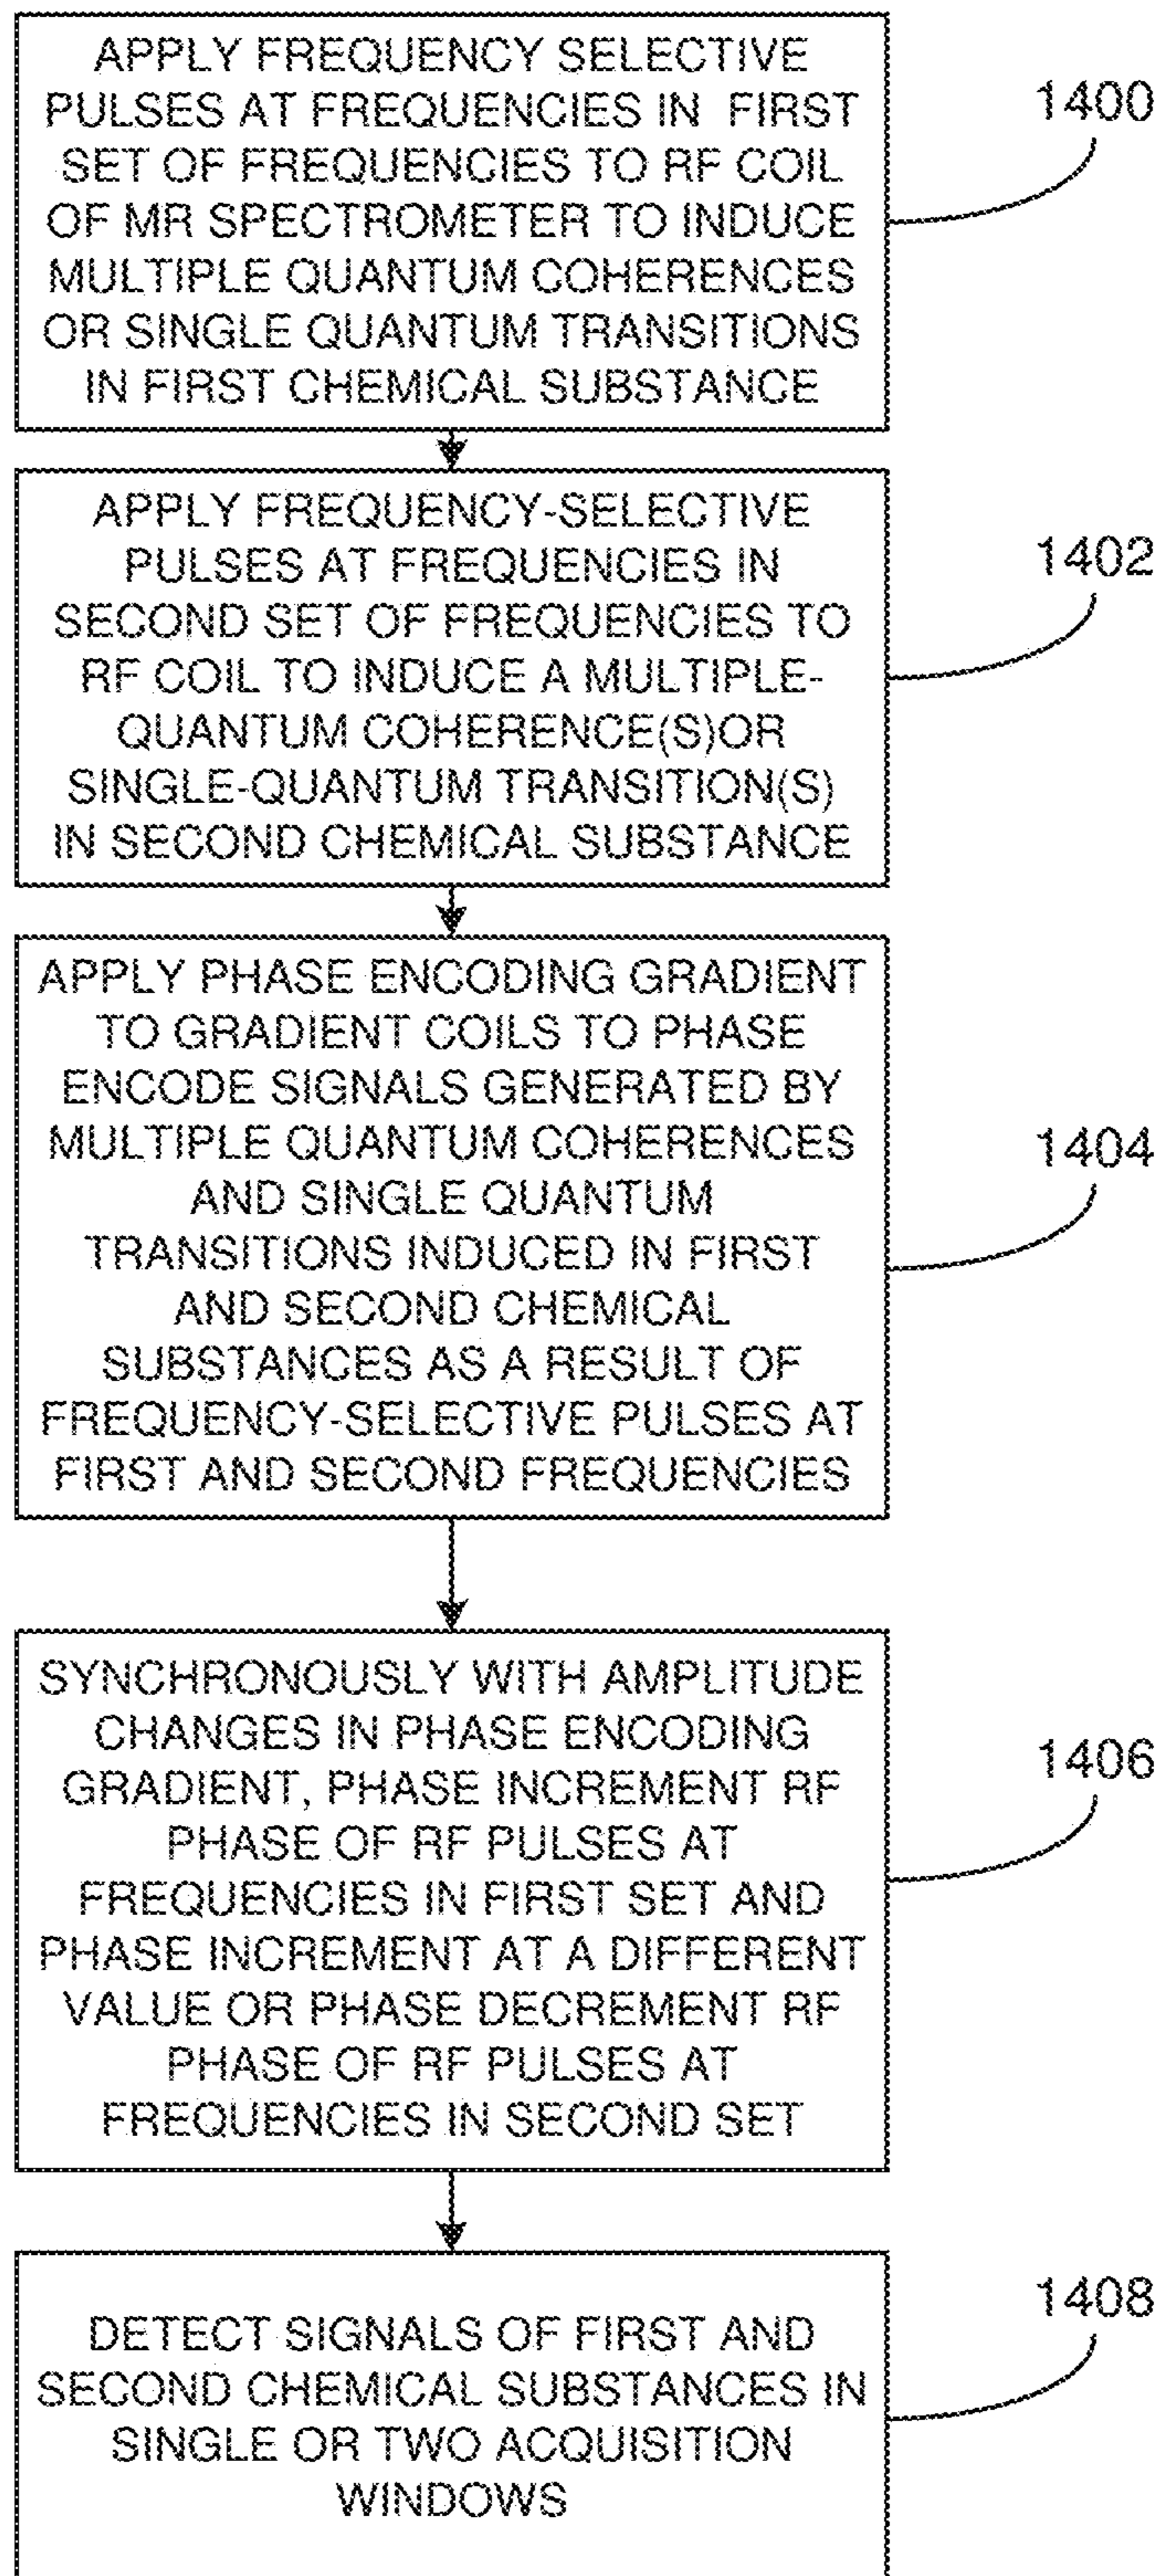 APPLY FREQUENCY SELECTIVE
PULSES AT FREQUENCIES IN FIRST
SET OF FREQUENCIES TO RF COIL
OF MR SPECTROMETER TO INDUCE
MULTIPLE QUANTUM COHERENCES
OR SINGLE QUANTUM TRANSITIONS
IN FIRST CHEMICAL SUBSTANCE
1400
APPLY FREQUENCY-SELECTIVE
PULSES AT FREQUENCIES IN
SECOND SET OF FREQUENCIES TO
RF COIL TO INDUCE A MULTIPLE-
QUANTUM COHERENCE(S)OR
SINGLE-QUANTUM TRANSITION(S)
IN SECOND CHEMICAL SUBSTANCE
1402
APPLY PHASE ENCODING GRADIENT
TO GRADIENT COILS TO PHASE
ENCODE SIGNALS GENERATED BY
MULTIPLE QUANTUM COHERENCES
AND SINGLE QUANTUM
TRANSITIONS INDUCED IN FIRST
AND SECOND CHEMICAL
SUBSTANCES AS A RESULT OF
FREQUENCY-SELECTIVE PULSES AT
FIRST AND SECOND FREQUENCIES
1404
SYNCHRONOUSLY WITH AMPLITUDE
CHANGES IN PHASE ENCODING
GRADIENT, PHASE INCREMENT RF
PHASE OF RF PULSES AT
FREQUENCIES IN FIRST SET AND
PHASE INCREMENT AT A DIFFERENT
VALUE OR PHASE DECREMENT RF
PHASE OF RF PULSES AT
FREQUENCIES IN SECOND SET
1406
DETECT SIGNALS OF FIRST AND
SECOND CHEMICAL SUBSTANCES IN
SINGLE OR TWO ACQUISITION
WINDOWS
1408